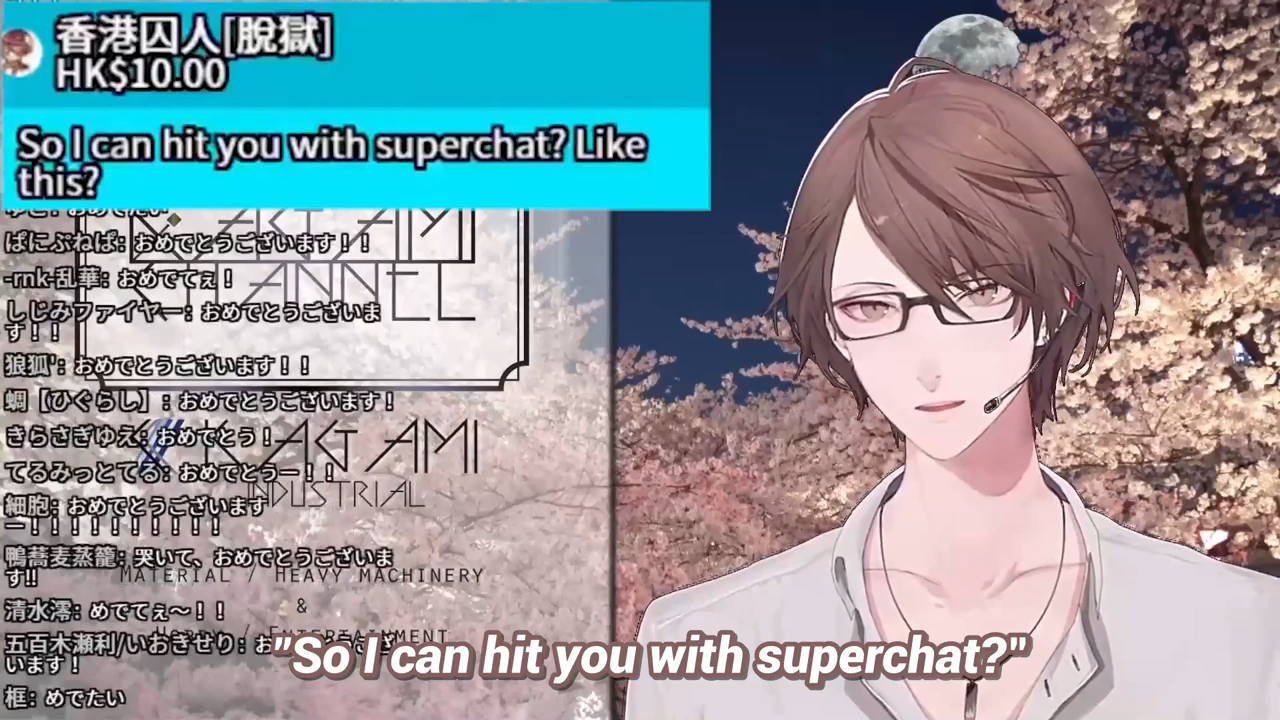 香港囚人[脫獄]
HK$10.00
So I can hit you with superchat? Like
this?
ぱにぷねぱ: おめでとうございます！！
-rnk-乱華: おめでてぇ！
しじみファイヤー: おめでとうございま
す！！
狼狐': おめでとうございます！！
蜩【ひぐらし】: おめでとうございます！
きらさぎゆえ: おめでとう！
てるみっとてる: おめでとうー！！
細胞: おめでとうございます
ー！！！！！！！！！！
鴨蕎麦蒸籠: 哭いて、おめでとうございま
す!!
清水澪: めでてぇ〜！！
五百木瀬利/いおぎせり: お
います！
框: めでたい
KAGAMI
CHANNEL
KAGAMI
INDUSTRIAL
MATERIAL / HEAVY MACHINERY
&
/ ENTERTAINMENT
"So I can hit you with superchat?"